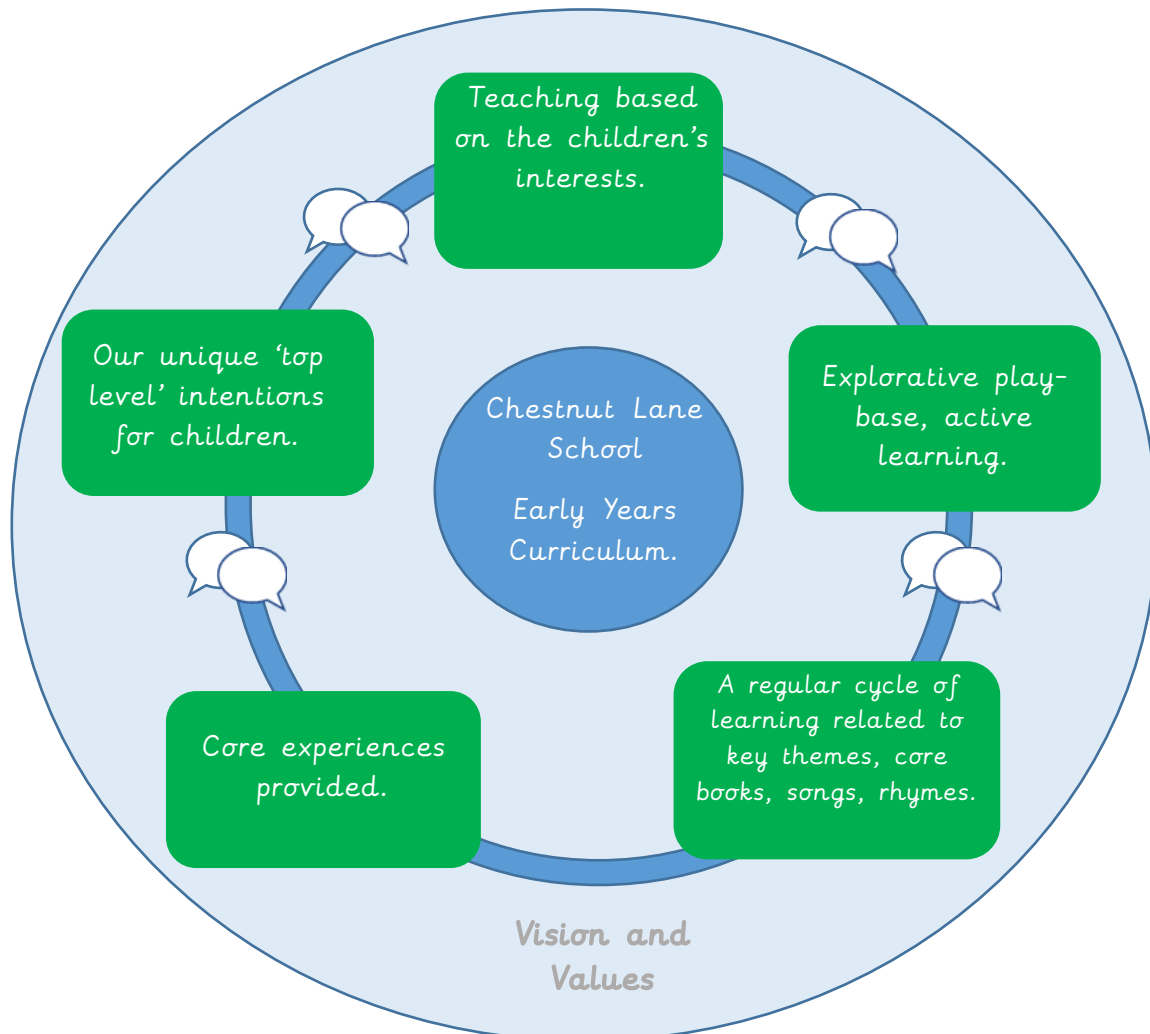 Teaching based
on the children’s
interests.
Our unique ‘top
level’ intentions
for children.
Explorative play-
base, active
learning.
Chestnut Lane
School
Early Years
Curriculum.
Core experiences
provided.
A regular cycle of
learning related to
key themes, core
books, songs, rhymes.
Vision and
Values